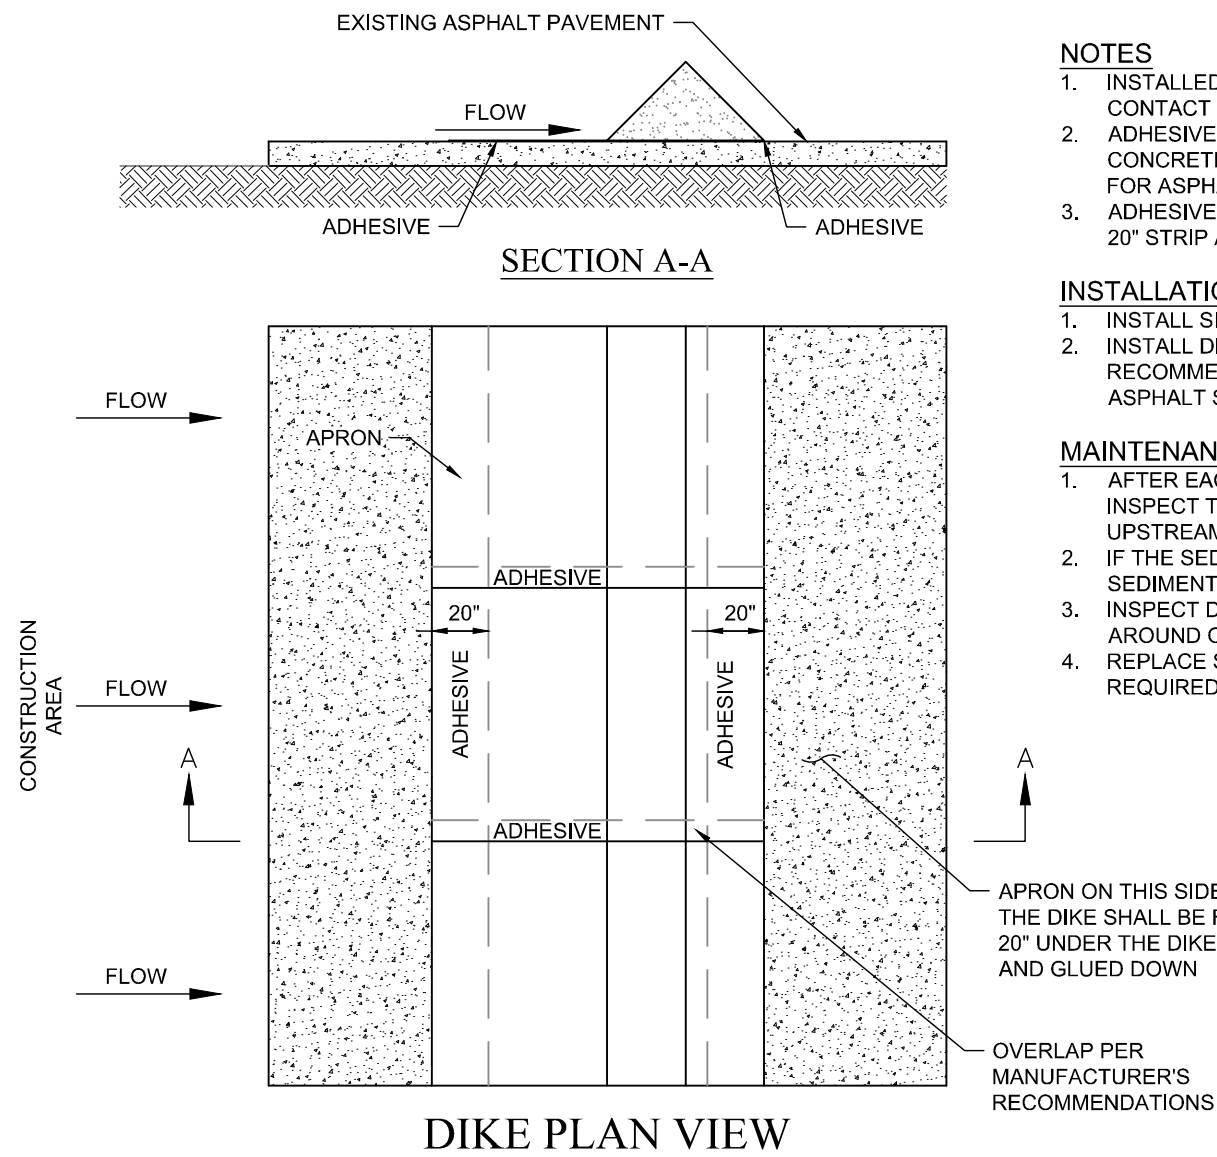 EXISTING ASPHALT PAVEMENT
FLOW
ADHESIVE
ADHESIVE
SECTION A-A
FLOW
APRON
ADHESIVE
20"
20"
CONSTRUCTION
AREA
FLOW
ADHESIVE
ADHESIVE
A
A
ADHESIVE
FLOW
APRON ON THIS SIDE
THE DIKE SHALL BE
20" UNDER THE DIKE
AND GLUED DOWN
OVERLAP PER
MANUFACTURER'S
RECOMMENDATIONS
DIKE PLAN VIEW
NOTES
1. INSTALLED
CONTACT
2. ADHESIVE
CONCRETE
FOR ASPHA
3. ADHESIVE
20" STRIP
INSTALLATIO
1. INSTALL S
2. INSTALL D
RECOMME
ASPHALT S
MAINTENAN
1. AFTER EAC
INSPECT T
UPSTREAM
2. IF THE SED
SEDIMENT
3. INSPECT D
AROUND
4. REPLACE S
REQUIRED